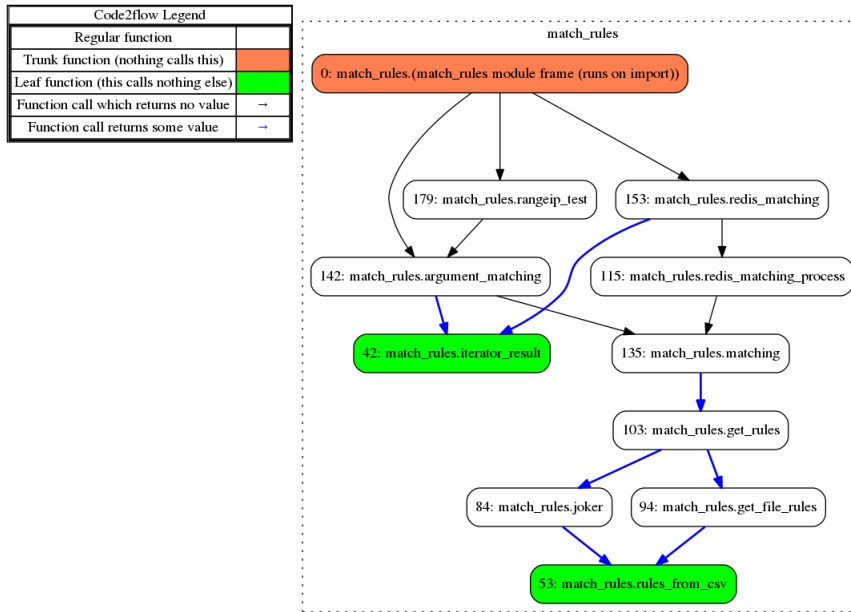 Code2flow Legend
Regular function
Trunk function (nothing calls this)
Leaf function (this calls nothing else)
Function call which returns no value →
Function call returns some value →
match_rules
0: match_rules.(match_rules module frame (runs on import))
179: match_rules.rangeip_test
153: match_rules.redis_matching
142: match_rules.argument_matching
115: match_rules.redis_matching_process
42: match_rules.iterator_result
135: match_rules.matching
103: match_rules.get_rules
84: match_rules.joker
94: match_rules.get_file_rules
53: match_rules.rules_from_csv